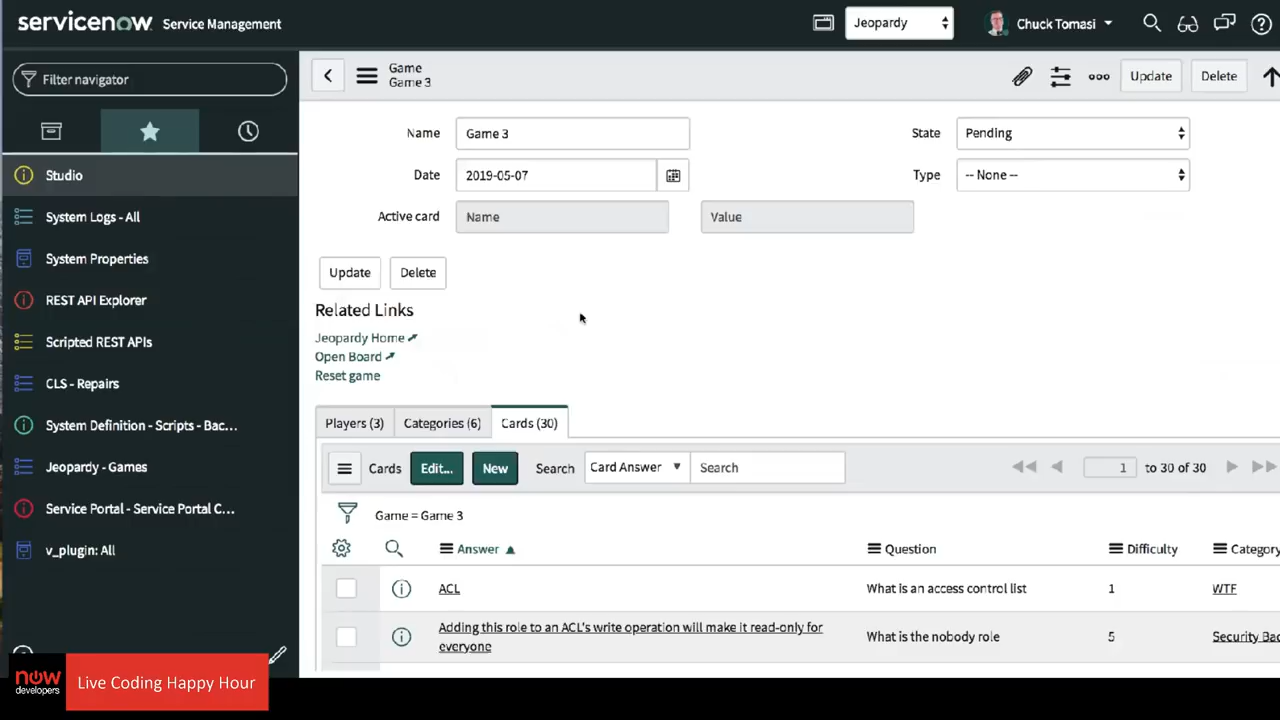 servicenow. Service Management
Jeopardy
Chuck Tomasi
Filter navigator
Studio
System Logs - All
System Properties
REST API Explorer
Scripted REST APIs
CLS - Repairs
System Definition - Scripts - Bac...
Jeopardy - Games
Service Portal - Service Portal C...
v_plugin: All
Game
Game 3
Update
Delete
Name
Game 3
State
Pending
Date
2019-05-07
Type
-- None --
Active card
Name
Value
Update
Delete
Related Links
Jeopardy Home
Open Board
Reset game
Players (3)
Categories (6)
Cards (30)
Cards
Edit...
New
Search
Card Answer
Search
1
to 30 of 30
Game = Game 3
Answer
Question
Difficulty
Category
ACL
What is an access control list
1
WTF
Adding this role to an ACL's write operation will make it read-only for
everyone
What is the nobody role
5
Security Bac
now
developers
Live Coding Happy Hour